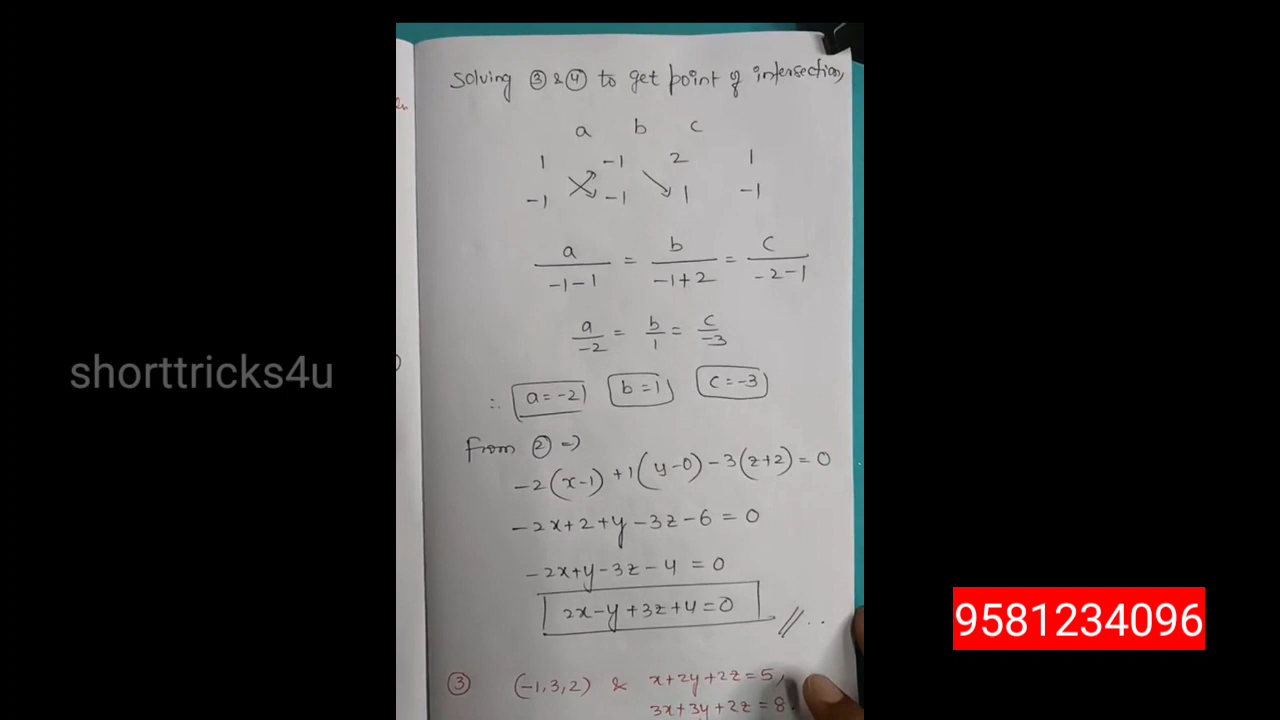 Solving ③ & ④ to get point of intersection,
a b c
1 -1 2 1
-1 -1 1 -1
a/-1-1 = b/-1+2 = c/-2-1
a/-2 = b/1 = c/-3
∴ a=-2 b=1 c=-3
From ② =>
-2(x-1)+1(y-0)-3(z+2)=0
-2x+2+y-3z-6=0
-2x+y-3z-4=0
2x-y+3z+4=0 //..
③ (-1,3,2) & x+2y+2z=5,
3x+3y+2z=8.
shorttricks4u
9581234096